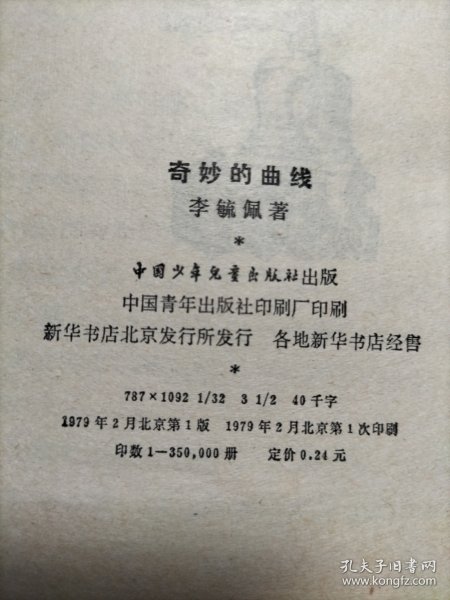 奇妙的曲线
李毓佩著
*
中国少年儿童出版社出版
中国青年出版社印刷厂印刷
新华书店北京发行所发行 各地新华书店经售
*
787×1092 1/32 3 1/2 40千字
1979年2月北京第1版 1979年2月北京第1次印刷
印数1—350,000册 定价0.24元
孔夫子旧书网
www.kongfz.com